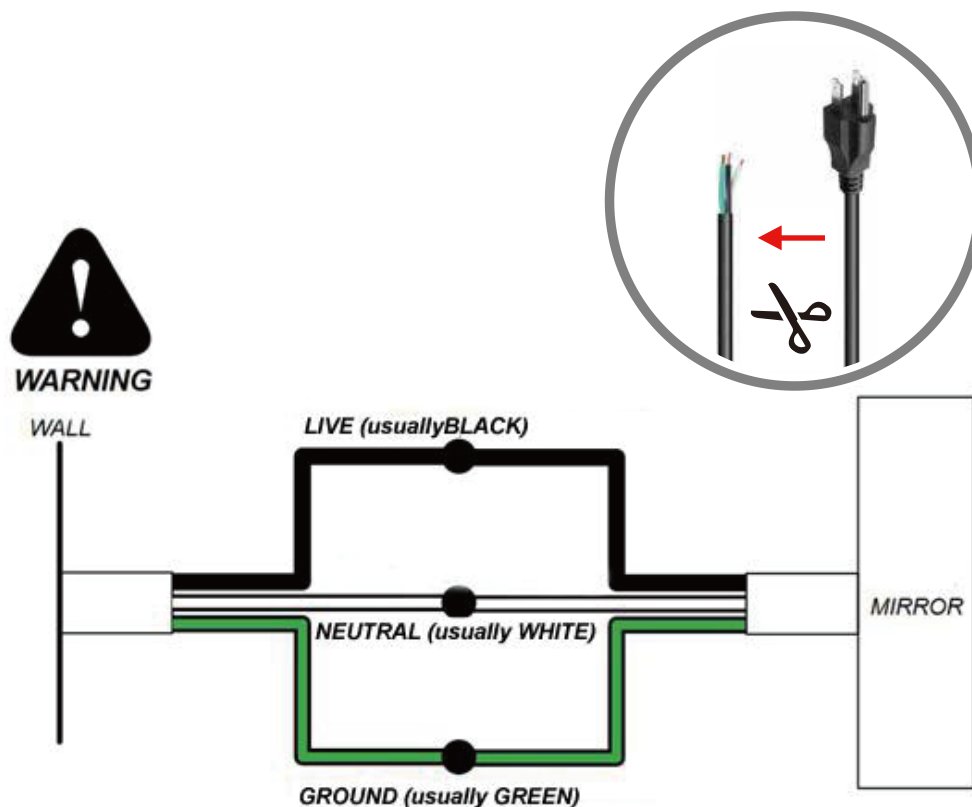 WARNING
WALL
LIVE (usuallyBLACK)
NEUTRAL (usually WHITE)
MIRROR
GROUND (usually GREEN)